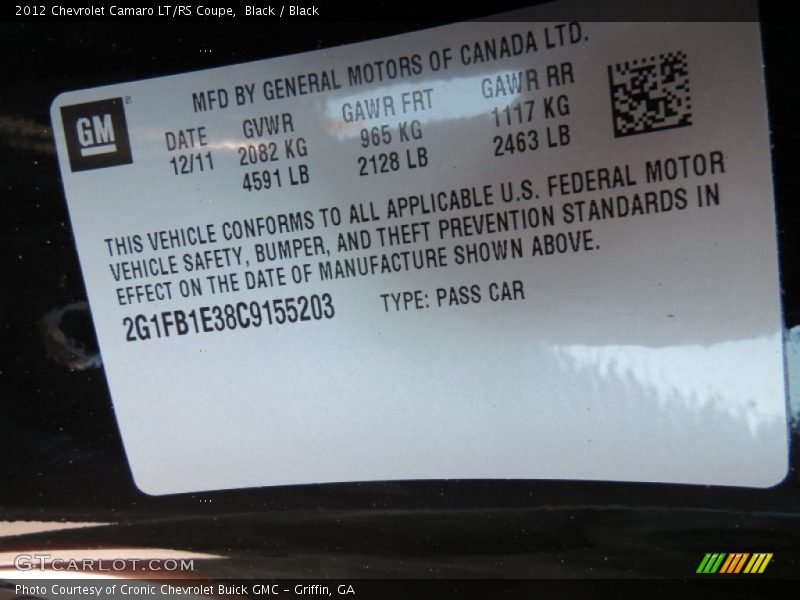 2012 Chevrolet Camaro LT/RS Coupe, Black / Black
MFD BY GENERAL MOTORS OF CANADA LTD.
GM®
DATE GVWR GAWR FRT GAWR RR
12/11 2082 KG 965 KG 1117 KG
4591 LB 2128 LB 2463 LB
THIS VEHICLE CONFORMS TO ALL APPLICABLE U.S. FEDERAL MOTOR
VEHICLE SAFETY, BUMPER, AND THEFT PREVENTION STANDARDS IN
EFFECT ON THE DATE OF MANUFACTURE SHOWN ABOVE.
2G1FB1E38C9155203 TYPE: PASS CAR
GTCARLOT.COM
Photo Courtesy of Cronic Chevrolet Buick GMC – Griffin, GA